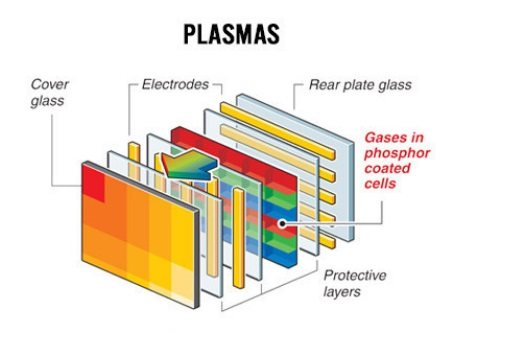 PLASMAS
Cover
glass
Electrodes
Rear plate glass
Gases in
phosphor
coated
cells
Protective
layers